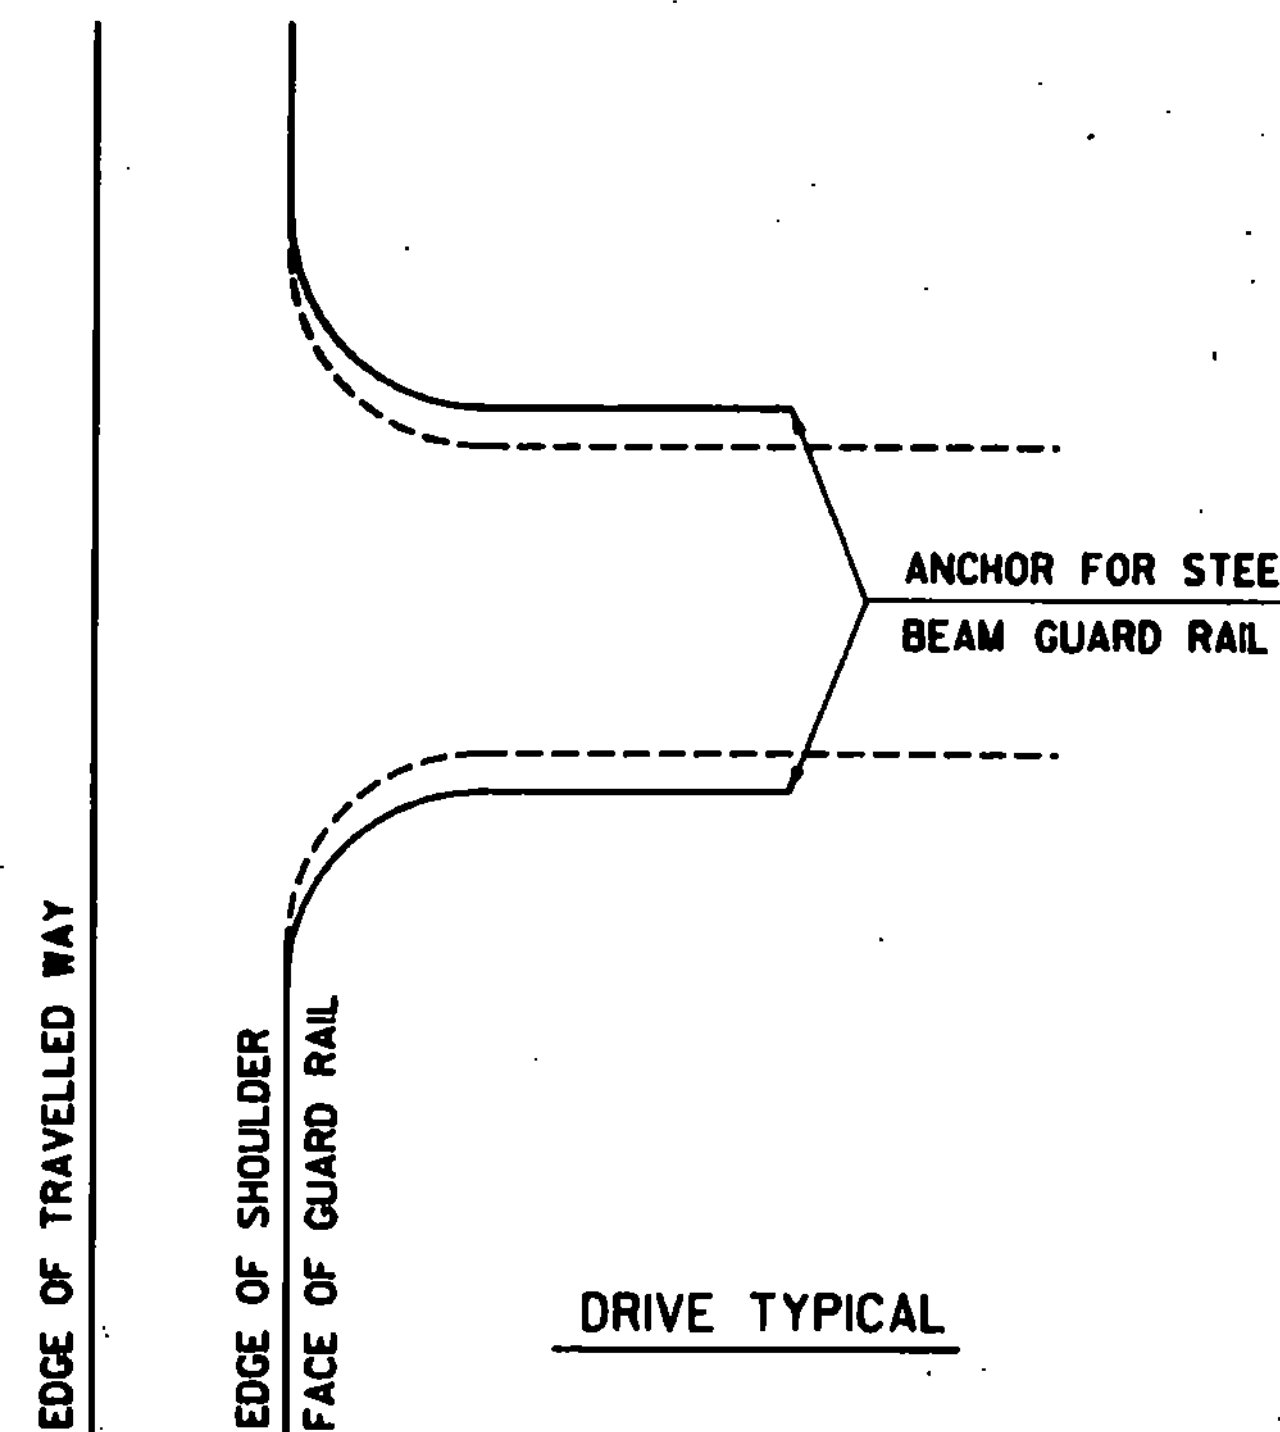 ANCHOR FOR STEE
BEAM GUARD RAIL
EDGE OF TRAVELLED WAY
EDGE OF SHOULDER
FACE OF GUARD RAIL
DRIVE TYPICAL